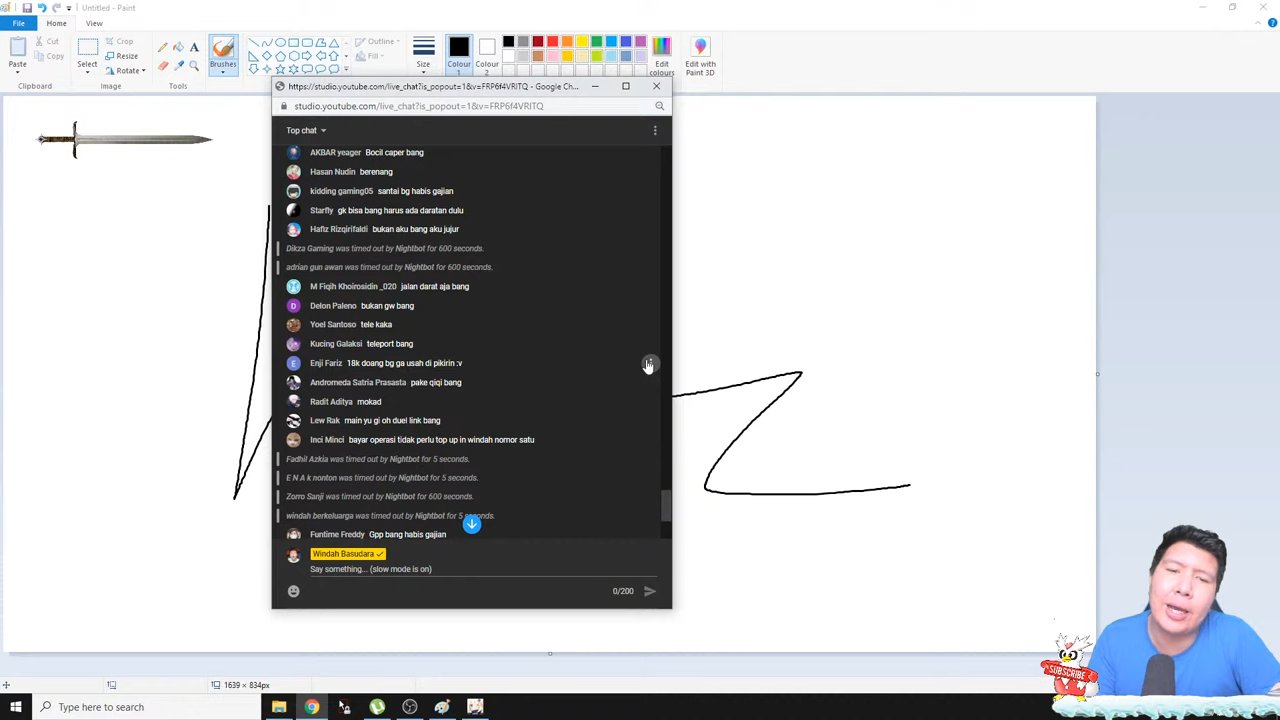 Untitled - Paint
File
Home
View
Paste
Cut
Copy
Clipboard
Select
Crop
Resize
Rotate
Image
Tools
Brushes
Shapes
Outline
Fill
Size
Colour 1
Colour 2
Edit colours
Edit with Paint 3D
https://studio.youtube.com/live_chat?is_popout=1&v=FRP6f4VRITQ - Google Ch...
studio.youtube.com/live_chat?is_popout=1&v=FRP6f4VRITQ
Top chat
AKBAR yeager Bocil caper bang
Hasan Nudin berenang
kidding gaming05 santai bg habis gajian
Starfly gk bisa bang harus ada daratan dulu
Hafiz Rizqirifaldi bukan aku bang aku jujur
Dikza Gaming was timed out by Nightbot for 600 seconds.
adrian gun awan was timed out by Nightbot for 600 seconds.
M Fiqih Khoirosidin _020 jalan darat aja bang
D
Delon Paleno bukan gw bang
Yoel Santoso tele kaka
Kucing Galaksi teleport bang
E
Enji Fariz 18k doang bg ga usah di pikirin :v
Andromeda Satria Prasasta pake qiqi bang
Radit Aditya mokad
Lew Rak main yu gi oh duel link bang
Inci Minci bayar operasi tidak perlu top up in windah nomor satu
Fadhil Azkia was timed out by Nightbot for 5 seconds.
E N A k nonton was timed out by Nightbot for 5 seconds.
Zorro Sanji was timed out by Nightbot for 600 seconds.
windah berkeluarga was timed out by Nightbot for 5 seconds.
Funtime Freddy Gpp bang habis gajian
Windah Basudara
Say something... (slow mode is on)
0/200
1639 × 834px
SUBSCRIBE
Type here to search